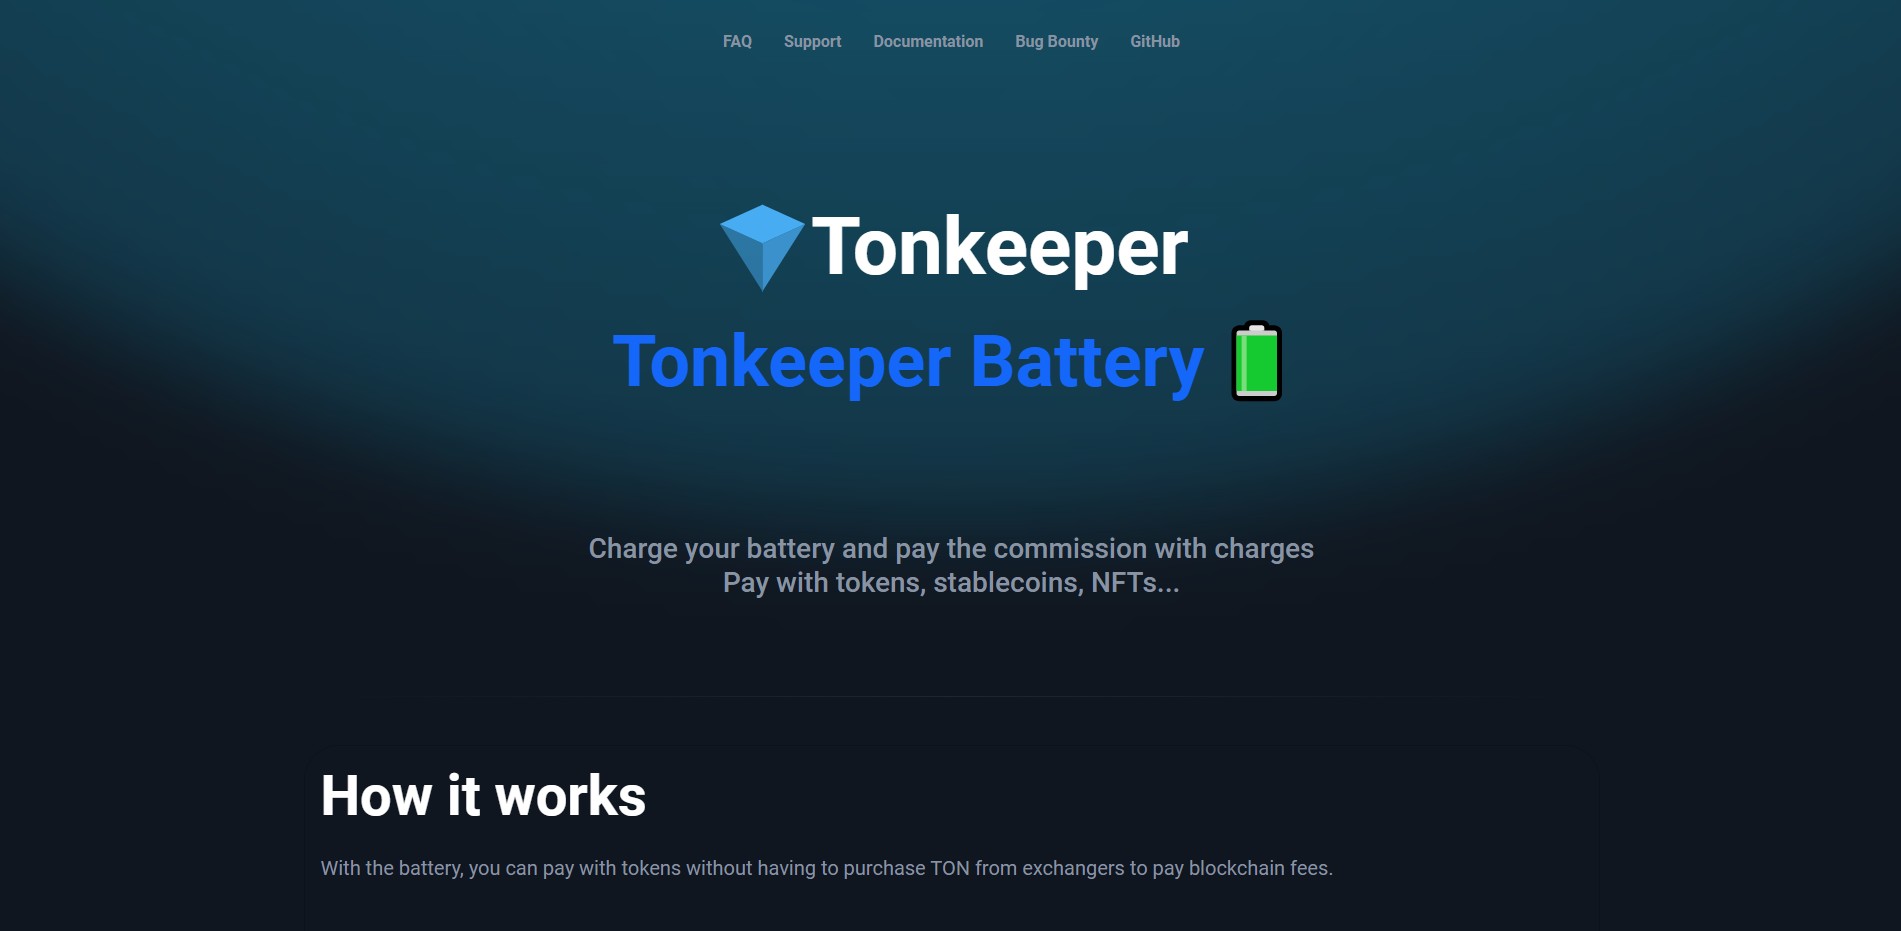 FAQ Support Documentation Bug Bounty GitHub
Tonkeeper
Tonkeeper Battery
Charge your battery and pay the commission with charges
Pay with tokens, stablecoins, NFTs...
How it works
With the battery, you can pay with tokens without having to purchase TON from exchangers to pay blockchain fees.